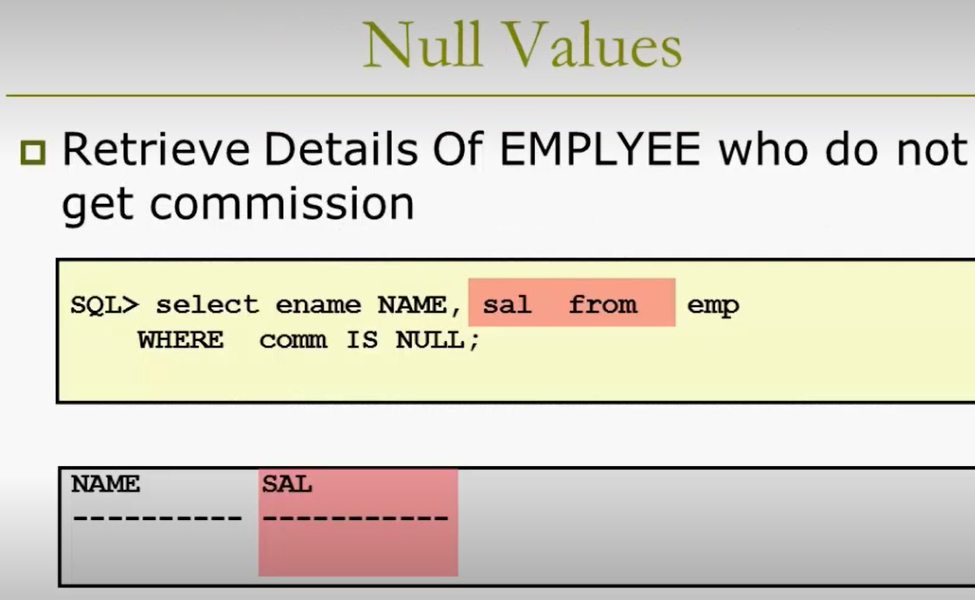 Null Values
Retrieve Details Of EMPLYEE who do not
get commission
SQL> select ename NAME, sal from emp
WHERE comm IS NULL;
NAME SAL
---------- -----------